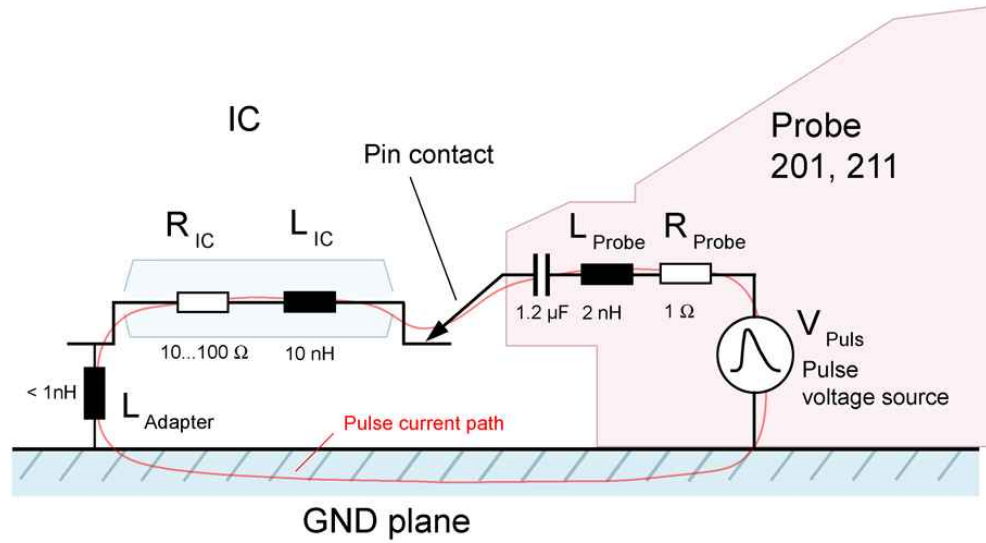 IC
Probe
201, 211
Pin contact
R IC
L IC
L Probe
R Probe
1.2 µF
2 nH
1 Ω
10...100 Ω
10 nH
V Puls
Pulse
voltage source
< 1nH
L Adapter
Pulse current path
GND plane